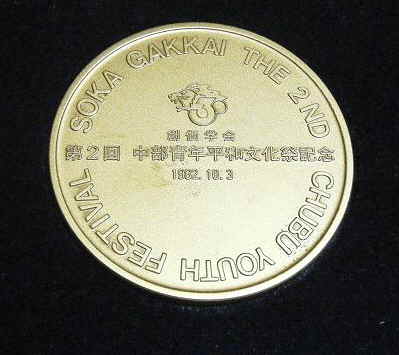 SOKA GAKKAI THE 2ND CHUBU YOUTH FESTIVAL
創価学会
第2回 中部青年平和文化祭記念
1982.10.3